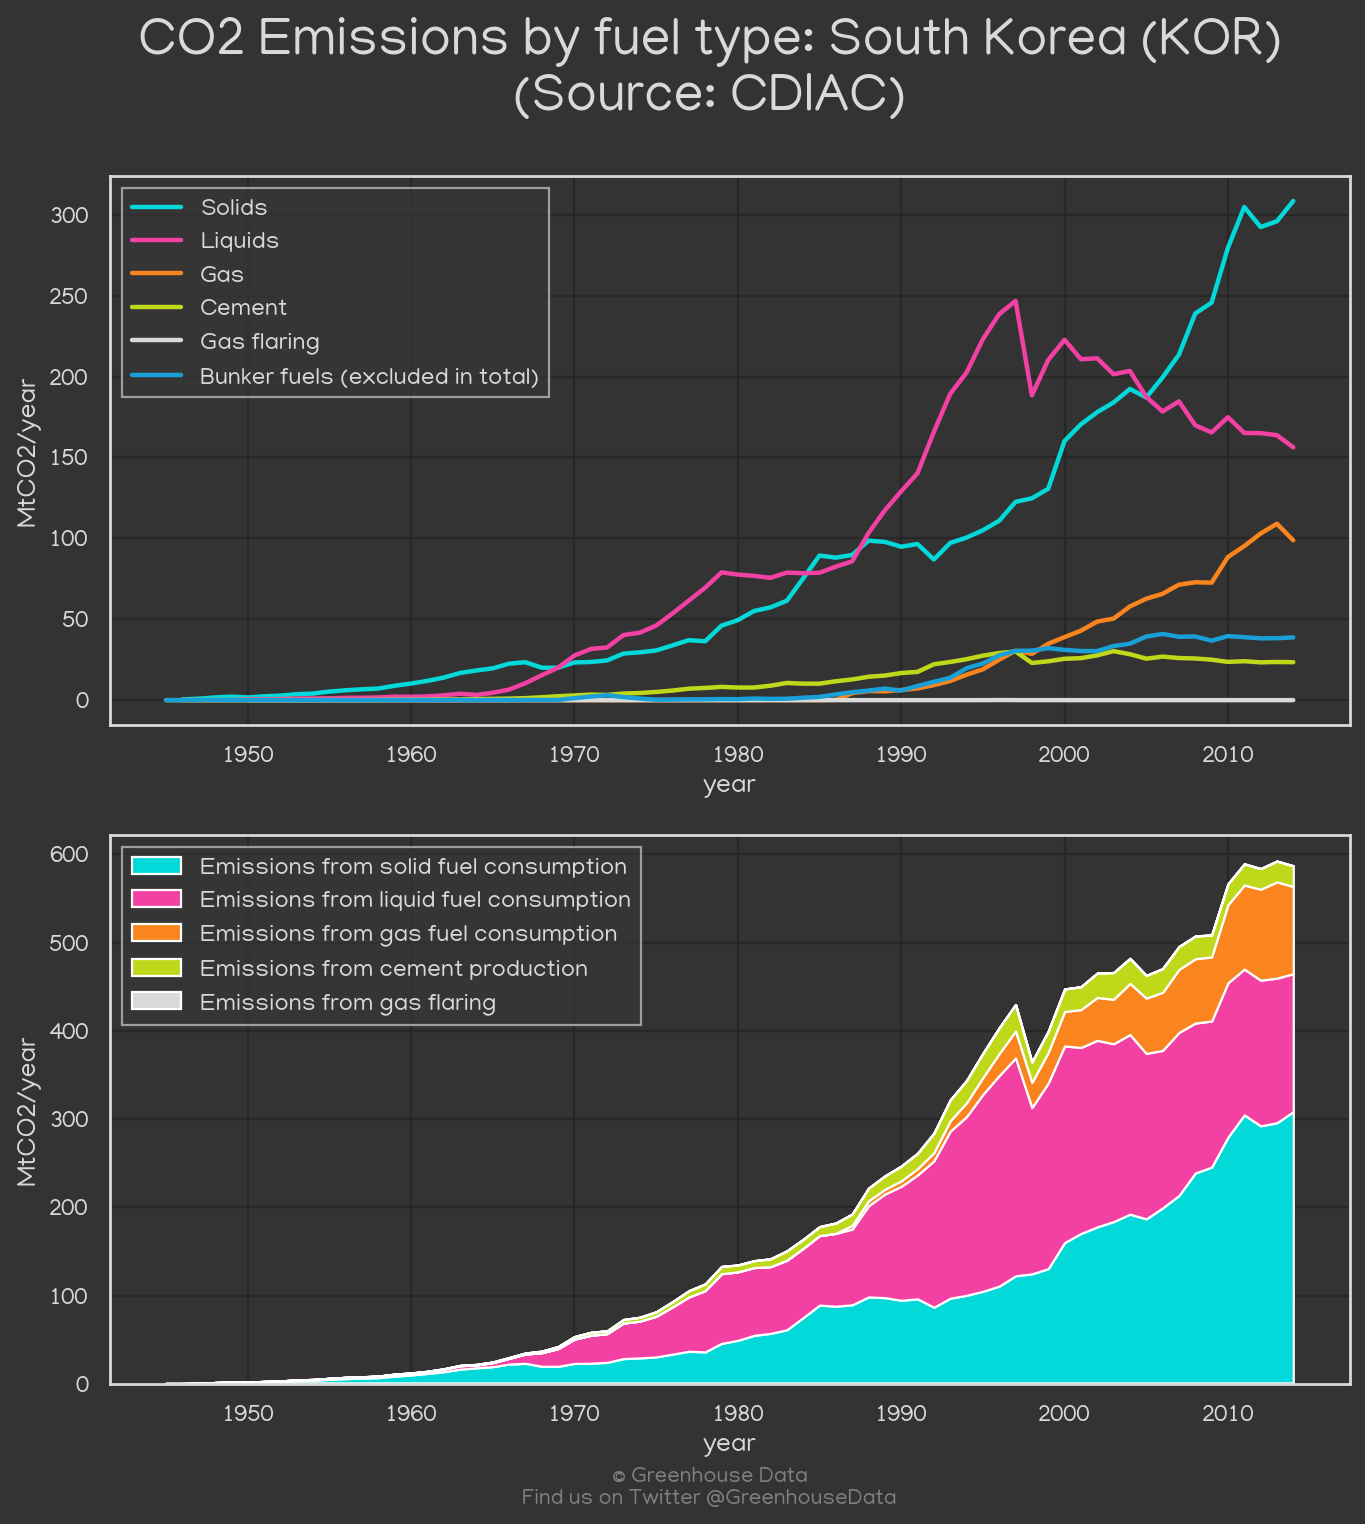 CO2 Emissions by fuel type: South Korea (KOR)
(Source: CDIAC)
Solids
Liquids
Gas
Cement
Gas flaring
Bunker fuels (excluded in total)
300
250
200
150
100
50
0
MtCO2/year
1950 1960 1970 1980 1990 2000 2010
year
Emissions from solid fuel consumption
Emissions from liquid fuel consumption
Emissions from gas fuel consumption
Emissions from cement production
Emissions from gas flaring
600
500
400
300
200
100
0
MtCO2/year
1950 1960 1970 1980 1990 2000 2010
year
© Greenhouse Data
Find us on Twitter @GreenhouseData